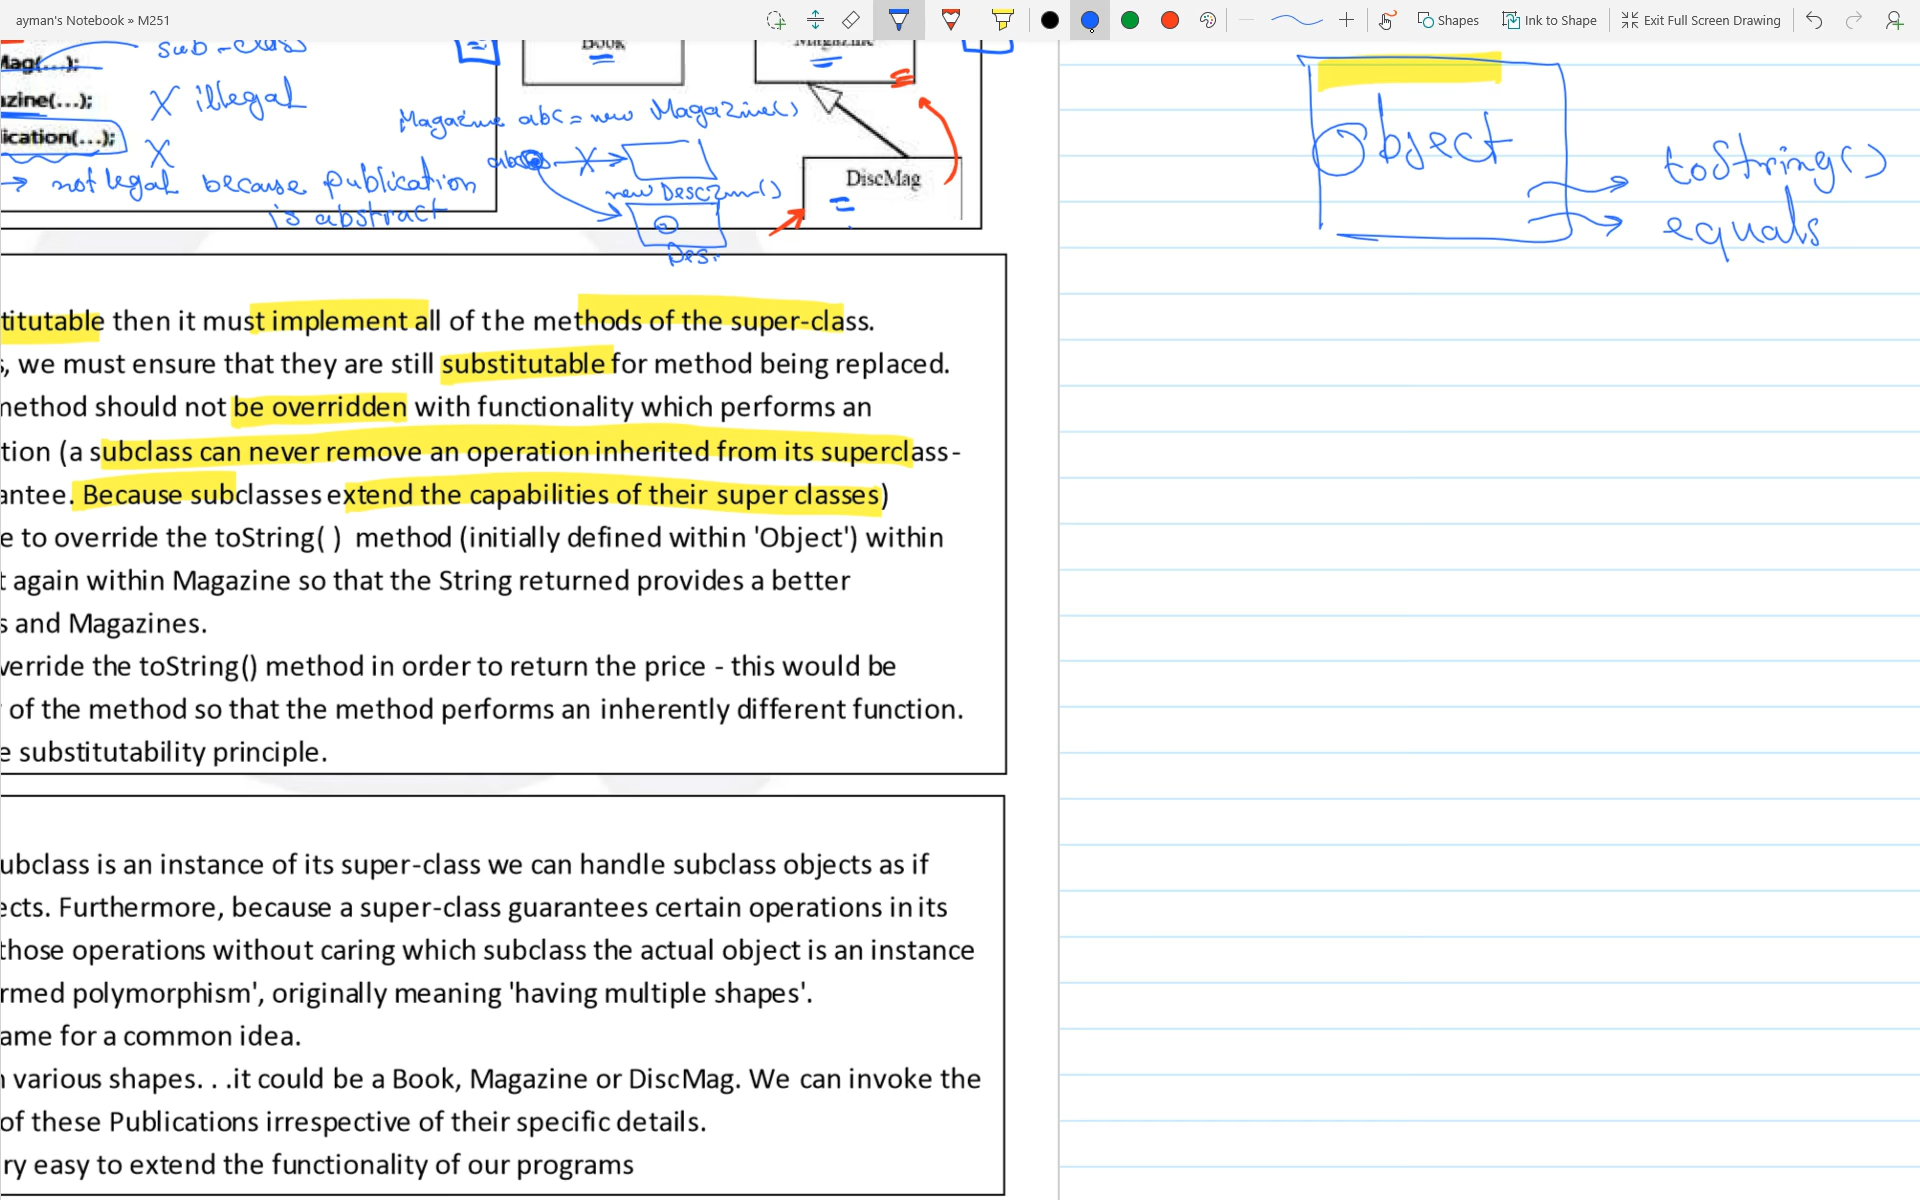 ayman's Notebook » M251
Shapes
Ink to Shape
Exit Full Screen Drawing
sub-class
Mag(...);
azine(...);
X illegal
lication(...);
X
→ not legal because publication
is abstract
Book
Magazine
Magazine abc = new Magazine()
abc
new
DiscMag
Object
toString()
equals
titutable then it must implement all of the methods of the super-class.
s, we must ensure that they are still substitutable for method being replaced.
method should not be overridden with functionality which performs an
tion (a subclass can never remove an operation inherited from its superclass-
antee. Because subclasses extend the capabilities of their super classes)
e to override the toString( ) method (initially defined within 'Object') within
t again within Magazine so that the String returned provides a better
s and Magazines.
verride the toString() method in order to return the price - this would be
of the method so that the method performs an inherently different function.
e substitutability principle.
ubclass is an instance of its super-class we can handle subclass objects as if
ects. Furthermore, because a super-class guarantees certain operations in its
those operations without caring which subclass the actual object is an instance
rmed polymorphism', originally meaning 'having multiple shapes'.
ame for a common idea.
n various shapes. . .it could be a Book, Magazine or DiscMag. We can invoke the
of these Publications irrespective of their specific details.
ry easy to extend the functionality of our programs